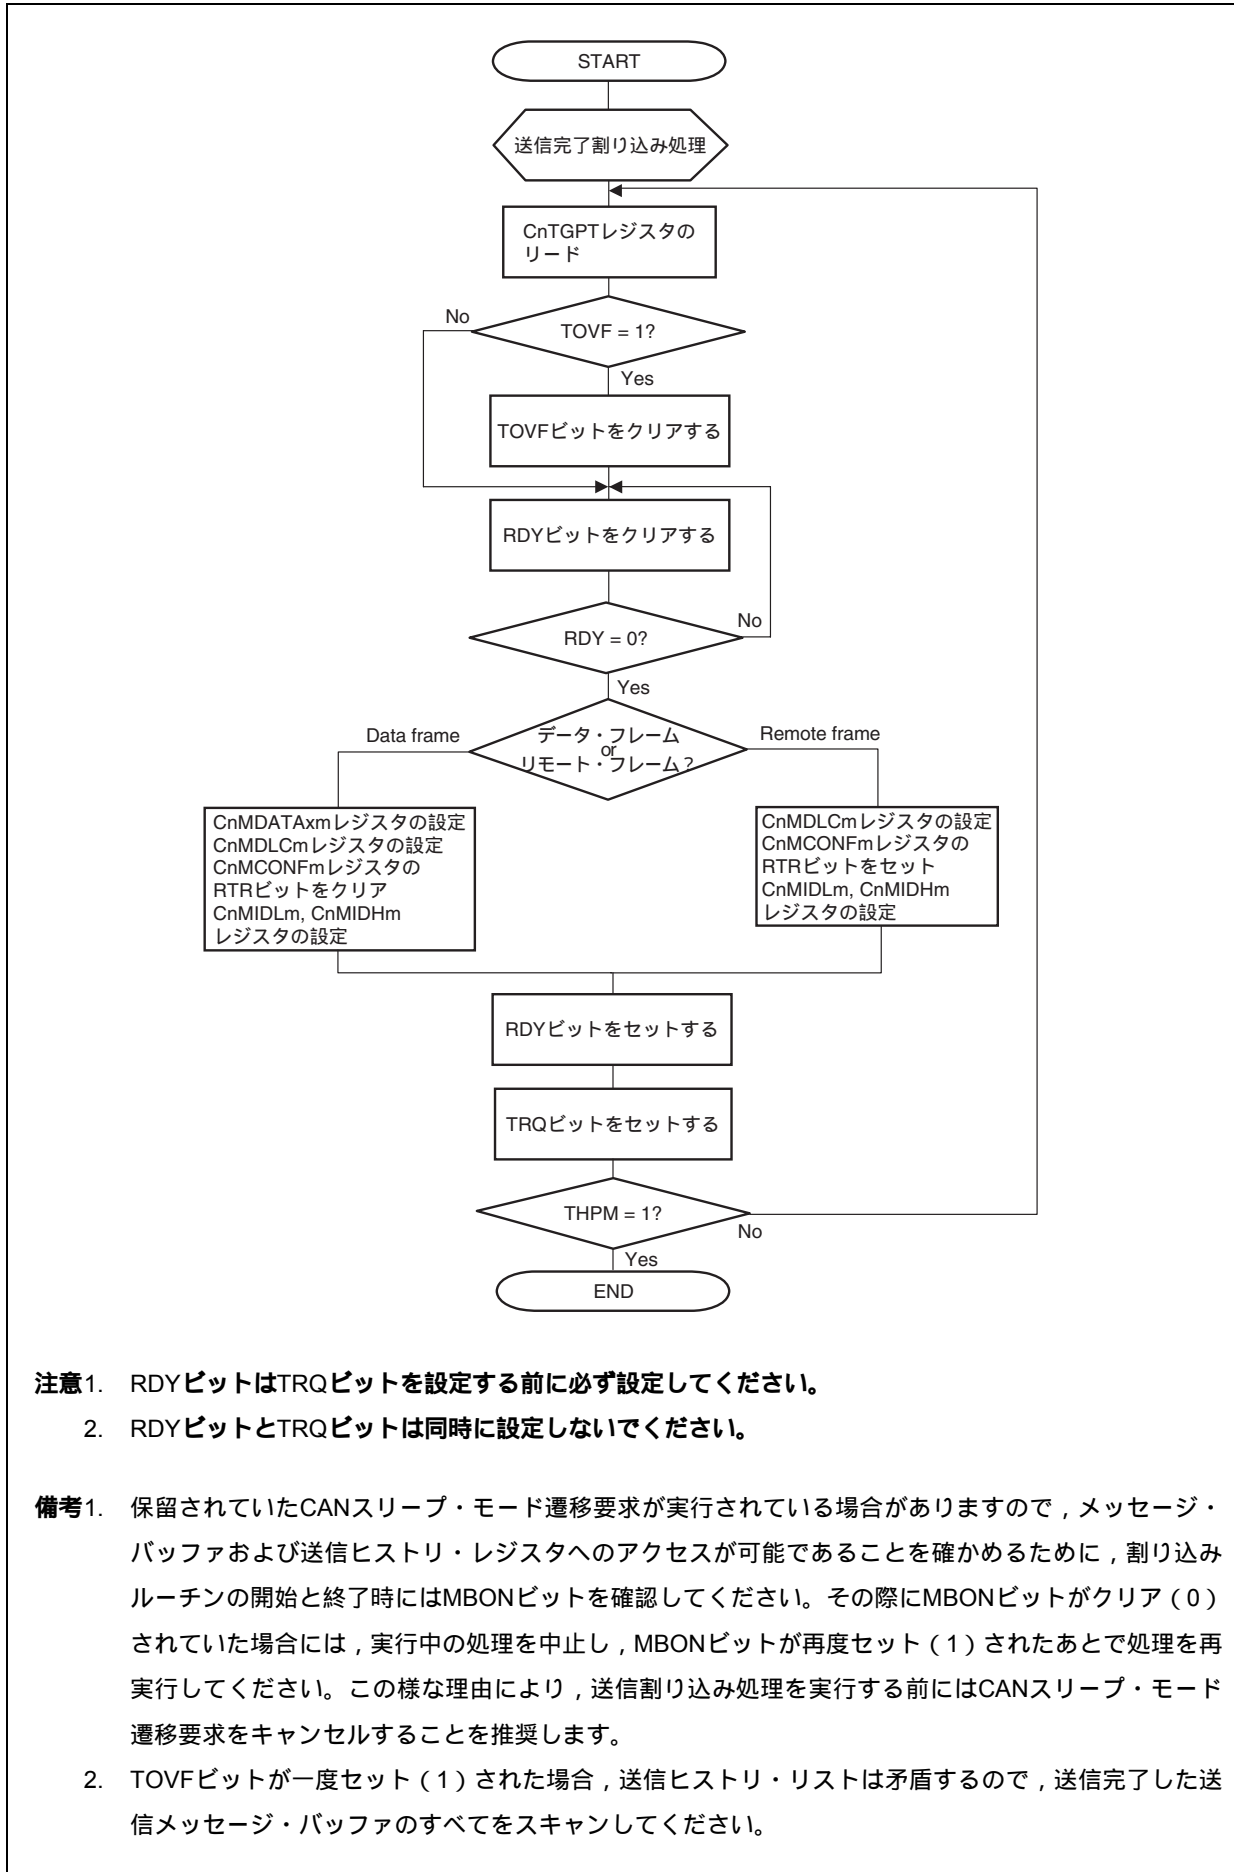 START
送信完了割り込み処理
CnTGPTレジスタの
リード
No
TOVF = 1?
Yes
TOVFビットをクリアする
RDYビットをクリアする
No
RDY = 0?
Yes
Data frame
データ・フレーム
or
リモート・フレーム？
Remote frame
CnMDATAxmレジスタの設定
CnMDLCmレジスタの設定
CnMCONFmレジスタの
RTRビットをクリア
CnMIDLm, CnMIDHm
レジスタの設定
CnMDLCmレジスタの設定
CnMCONFmレジスタの
RTRビットをセット
CnMIDLm, CnMIDHm
レジスタの設定
RDYビットをセットする
TRQビットをセットする
THPM = 1?
No
Yes
END
注意1. RDYビットはTRQビットを設定する前に必ず設定してください。
2. RDYビットとTRQビットは同時に設定しないでください。
備考1. 保留されていたCANスリープ・モード遷移要求が実行されている場合がありますので，メッセージ・
バッファおよび送信ヒストリ・レジスタへのアクセスが可能であることを確かめるために，割り込み
ルーチンの開始と終了時にはMBONビットを確認してください。その際にMBONビットがクリア（0）
されていた場合には，実行中の処理を中止し，MBONビットが再度セット（1）されたあとで処理を再
実行してください。この様な理由により，送信割り込み処理を実行する前にはCANスリープ・モード
遷移要求をキャンセルすることを推奨します。
2. TOVFビットが一度セット（1）された場合，送信ヒストリ・リストは矛盾するので，送信完了した送
信メッセージ・バッファのすべてをスキャンしてください。